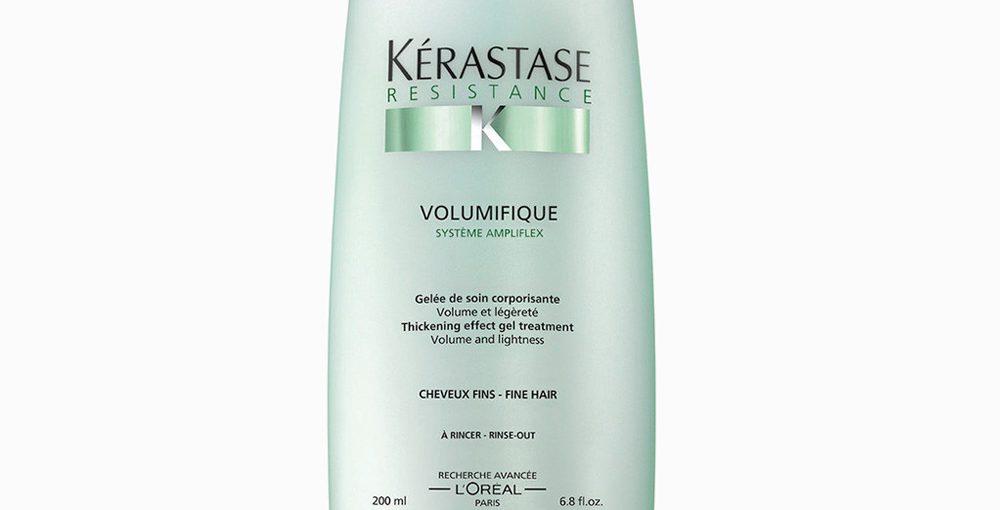 KÉRASTASE
RESISTANCE
K
VOLUMIFIQUE
SYSTÈME AMPLIFLEX
Gelée de soin corporisante
Volume et légèreté
Thickening effect gel treatment
Volume and lightness
CHEVEUX FINS - FINE HAIR
À RINCER - RINSE-OUT
RECHERCHE AVANCÉE
L'ORÉAL
PARIS
200 ml
6.8 fl.oz.